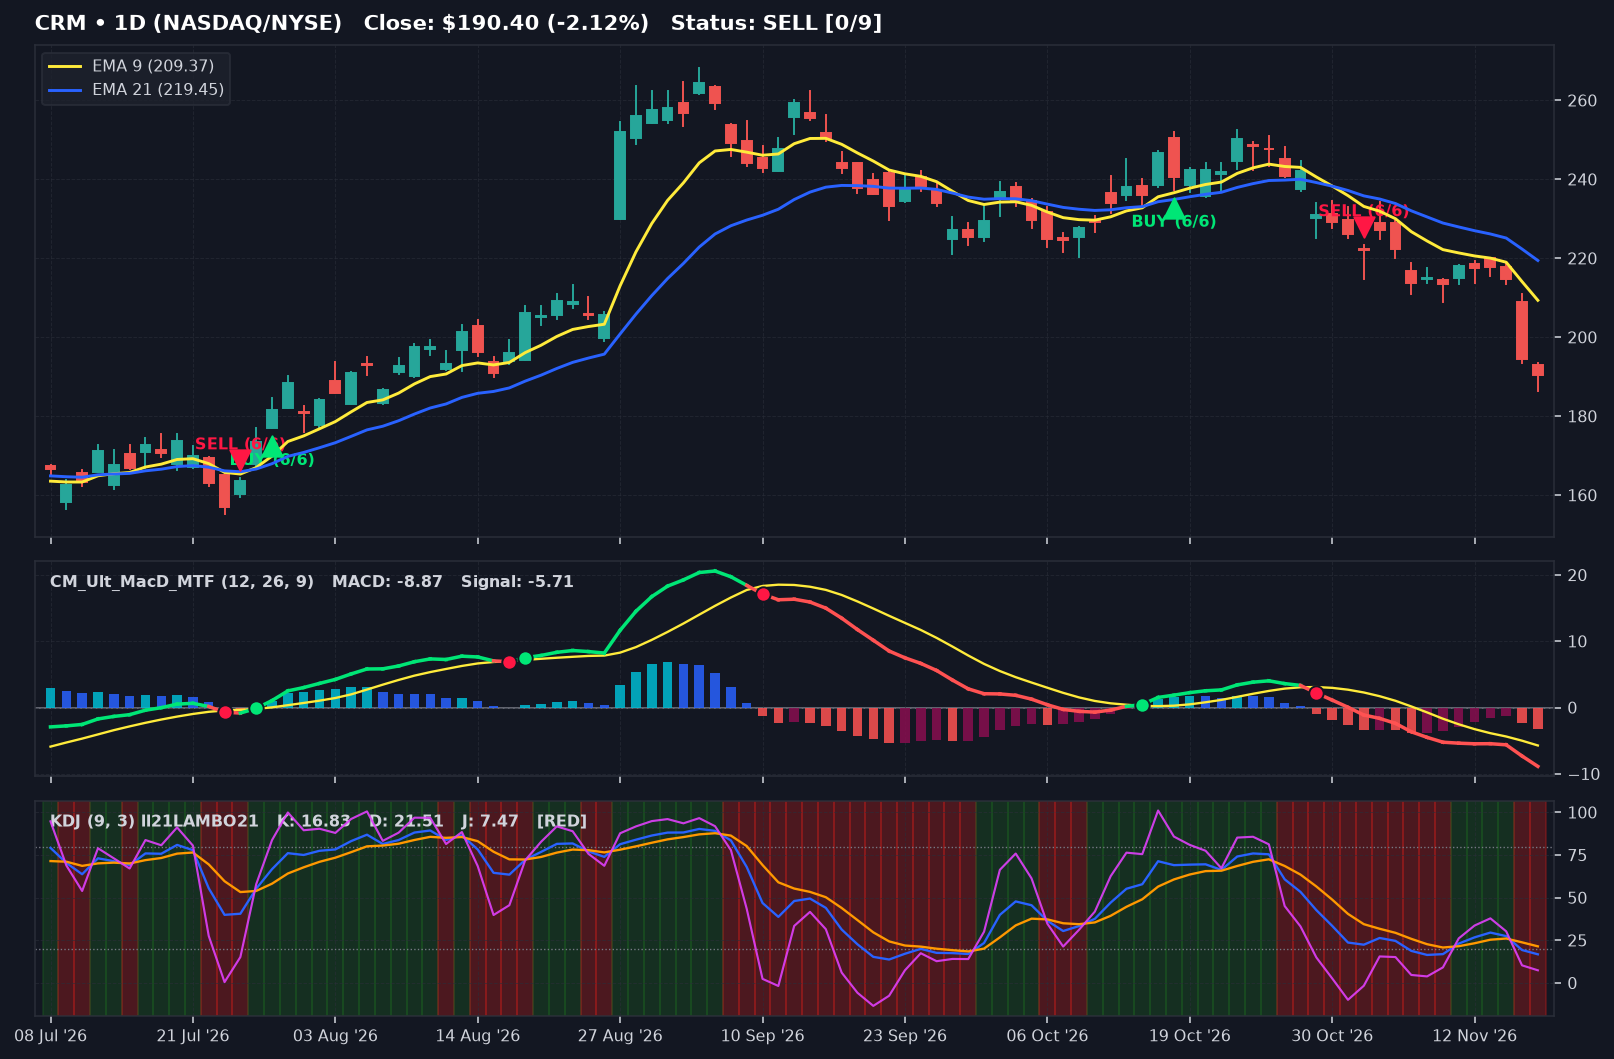 CRM • 1D (NASDAQ/NYSE)   Close: $190.40 (-2.12%)   Status: SELL [0/9]
EMA 9 (209.37)
EMA 21 (219.45)
260
240
220
200
180
160
SELL (6/6)
BUY (6/6)
BUY (6/6)
SELL (6/6)
CM_Ult_MacD_MTF (12, 26, 9)   MACD: -8.87   Signal: -5.71
20
10
0
−10
KDJ (9, 3) II21LAMBO21   K: 16.83   D: 21.51   J: 7.47   [RED]
100
75
50
25
0
08 Jul '26
21 Jul '26
03 Aug '26
14 Aug '26
27 Aug '26
10 Sep '26
23 Sep '26
06 Oct '26
19 Oct '26
30 Oct '26
12 Nov '26